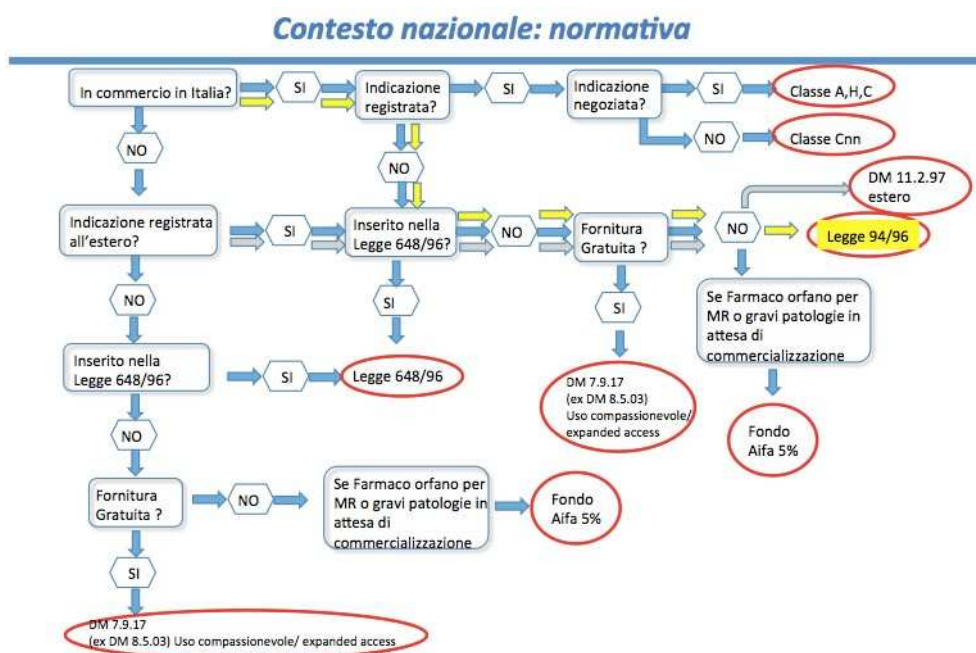 Contesto nazionale: normativa
In commercio in Italia?
SI
Indicazione
registrata?
SI
Indicazione
negoziata?
SI
Classe A,H,C
NO
Classe Cnn
NO
NO
DM 11.2.97
estero
Indicazione registrata
all'estero?
SI
Inserito nella
Legge 648/96?
NO
Fornitura
Gratuita ?
NO
Legge 94/96
NO
SI
SI
Se Farmaco orfano per
MR o gravi patologie in
attesa di
commercializzazione
Inserito nella
Legge 648/96?
SI
Legge 648/96
DM 7.9.17
(ex DM 8.5.03)
Uso compassionevole/
expanded access
Fondo
Aifa 5%
NO
Fornitura
Gratuita ?
NO
Se Farmaco orfano per
MR o gravi patologie in
attesa di
commercializzazione
Fondo
Aifa 5%
SI
DM 7.9.17
(ex DM 8.5.03) Uso compassionevole/ expanded access